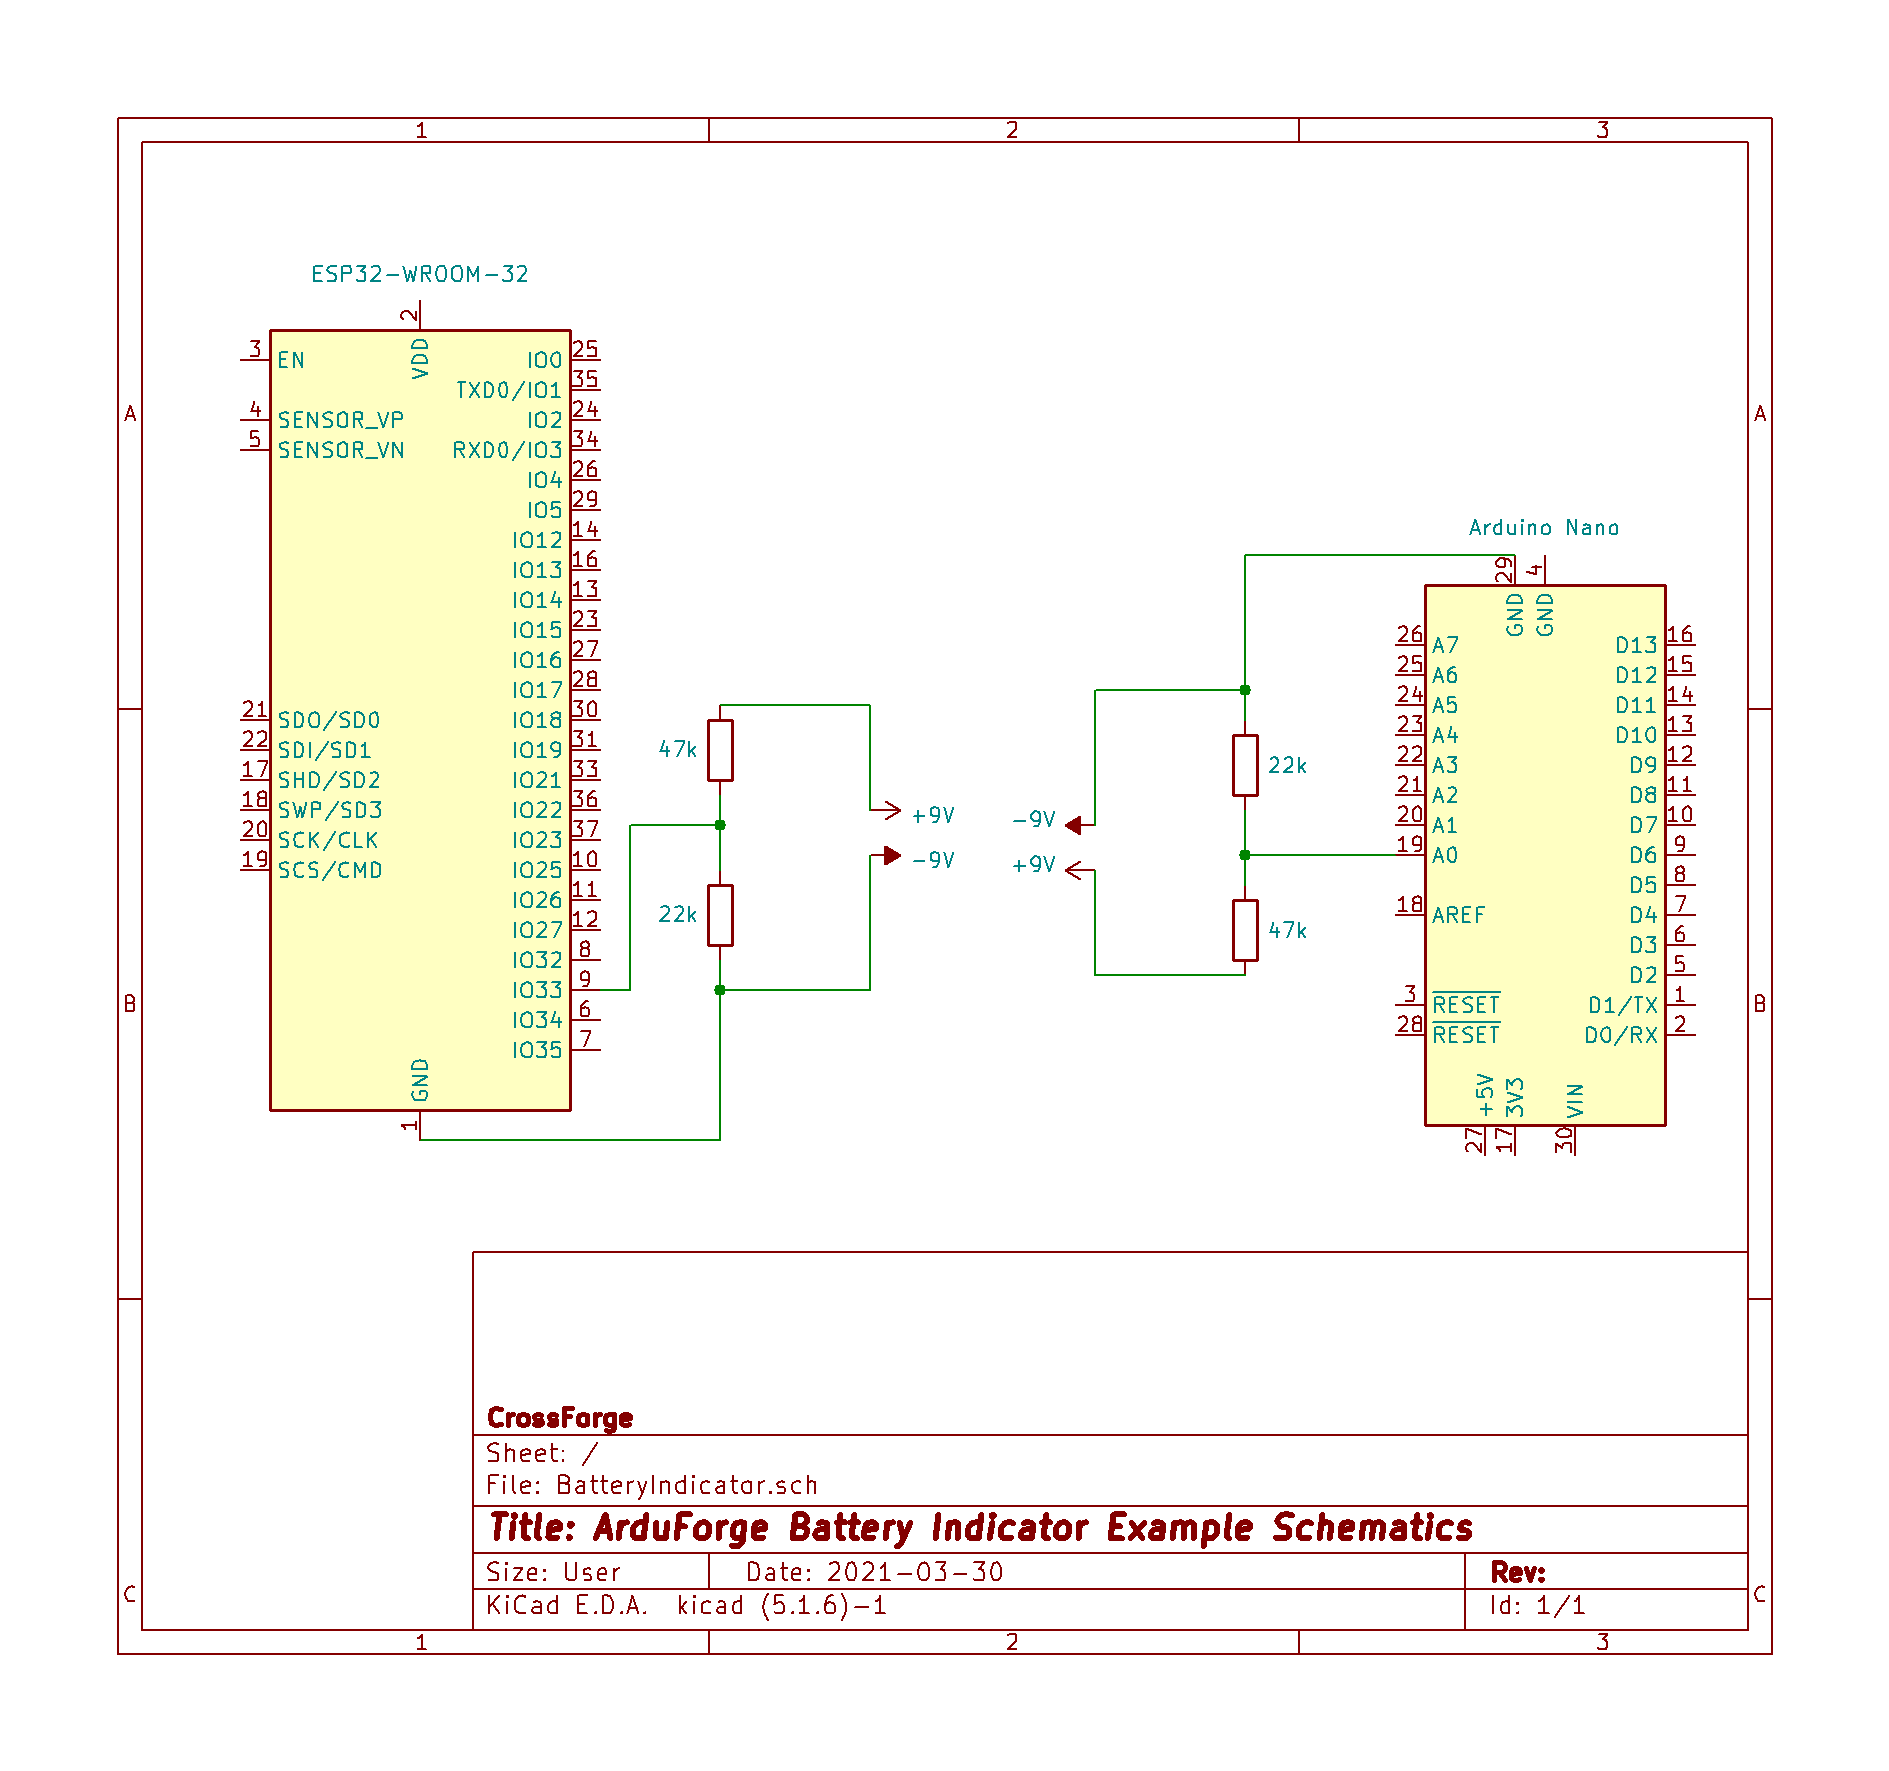 1 2 3
A A
B B
C C
ESP32-WROOM-32
2
VDD
3 EN
4 SENSOR_VP
5 SENSOR_VN
21 SDO/SD0
22 SDI/SD1
17 SHD/SD2
18 SWP/SD3
20 SCK/CLK
19 SCS/CMD
IO0 25
TXD0/IO1 35
IO2 24
RXD0/IO3 34
IO4 26
IO5 29
IO12 14
IO13 16
IO14 13
IO15 23
IO16 27
IO17 28
IO18 30
IO19 31
IO21 33
IO22 36
IO23 37
IO25 10
IO26 11
IO27 12
IO32 8
IO33 9
IO34 6
IO35 7
GND
1
47k
22k
+9V
-9V
-9V
+9V
22k
47k
Arduino Nano
29 4
GND GND
26 A7
25 A6
24 A5
23 A4
22 A3
21 A2
20 A1
19 A0
18 AREF
3 RESET
28 RESET
D13 16
D12 15
D11 14
D10 13
D9 12
D8 11
D7 10
D6 9
D5 8
D4 7
D3 6
D2 5
D1/TX 1
D0/RX 2
+5V 3V3 VIN
27 17 30
CrossForge
Sheet: /
File: BatteryIndicator.sch
Title: ArduForge Battery Indicator Example Schematics
Size: User Date: 2021-03-30 Rev:
KiCad E.D.A. kicad (5.1.6)-1 Id: 1/1
1 2 3